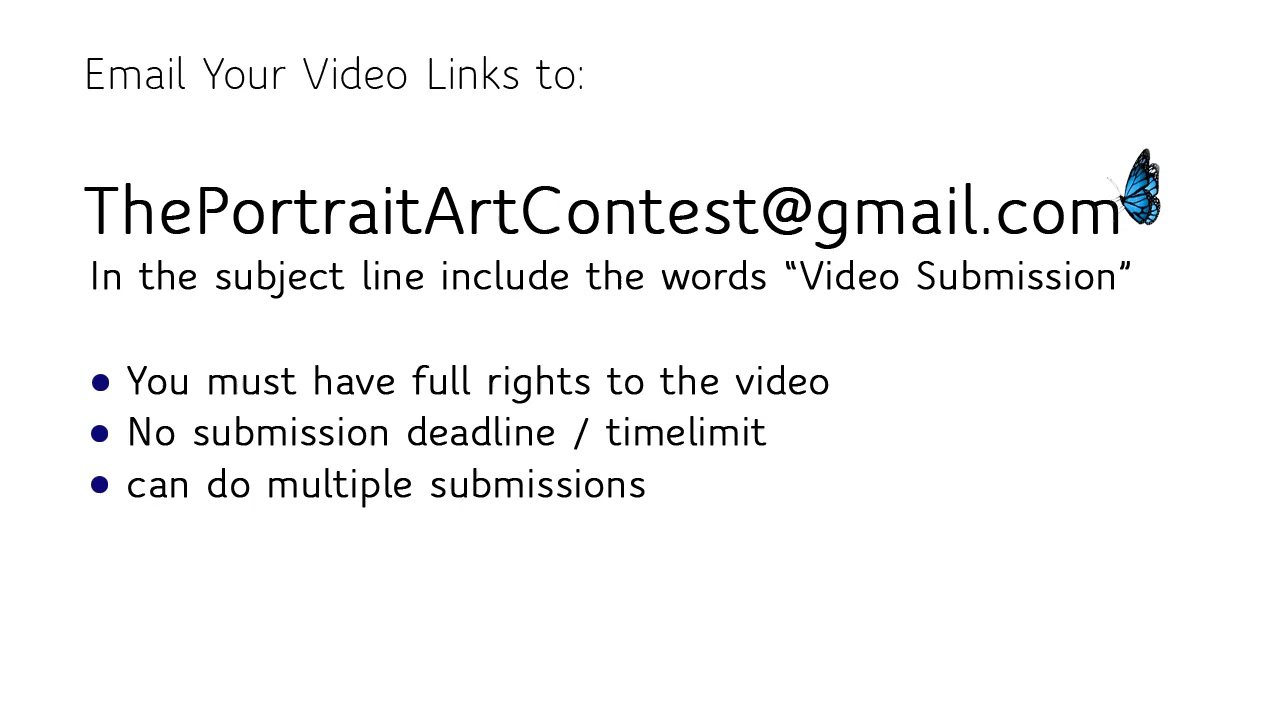 Email Your Video Links to:
ThePortraitArtContest@gmail.com
In the subject line include the words “Video Submission”
• You must have full rights to the video
• No submission deadline / timelimit
• can do multiple submissions